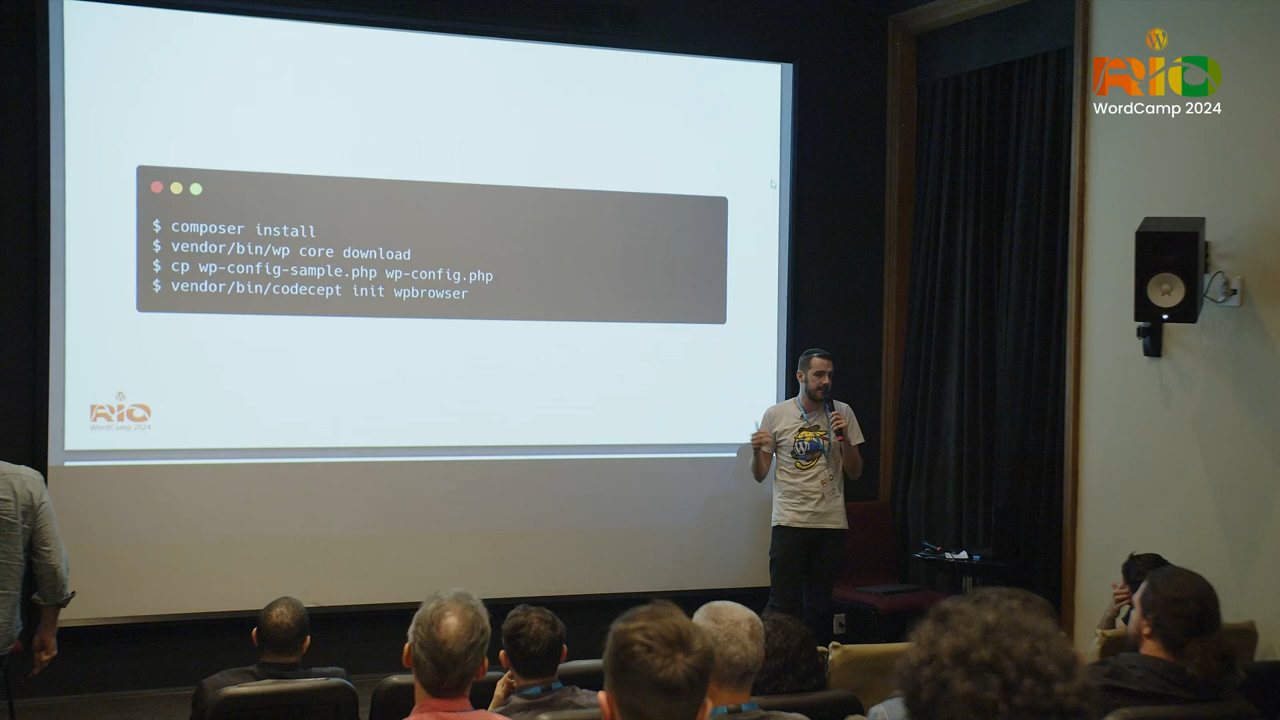 $ composer install
$ vendor/bin/wp core download
$ cp wp-config-sample.php wp-config.php
$ vendor/bin/codecept init wpbrowser
RIO
WordCamp 2024
RIO
WordCamp 2024